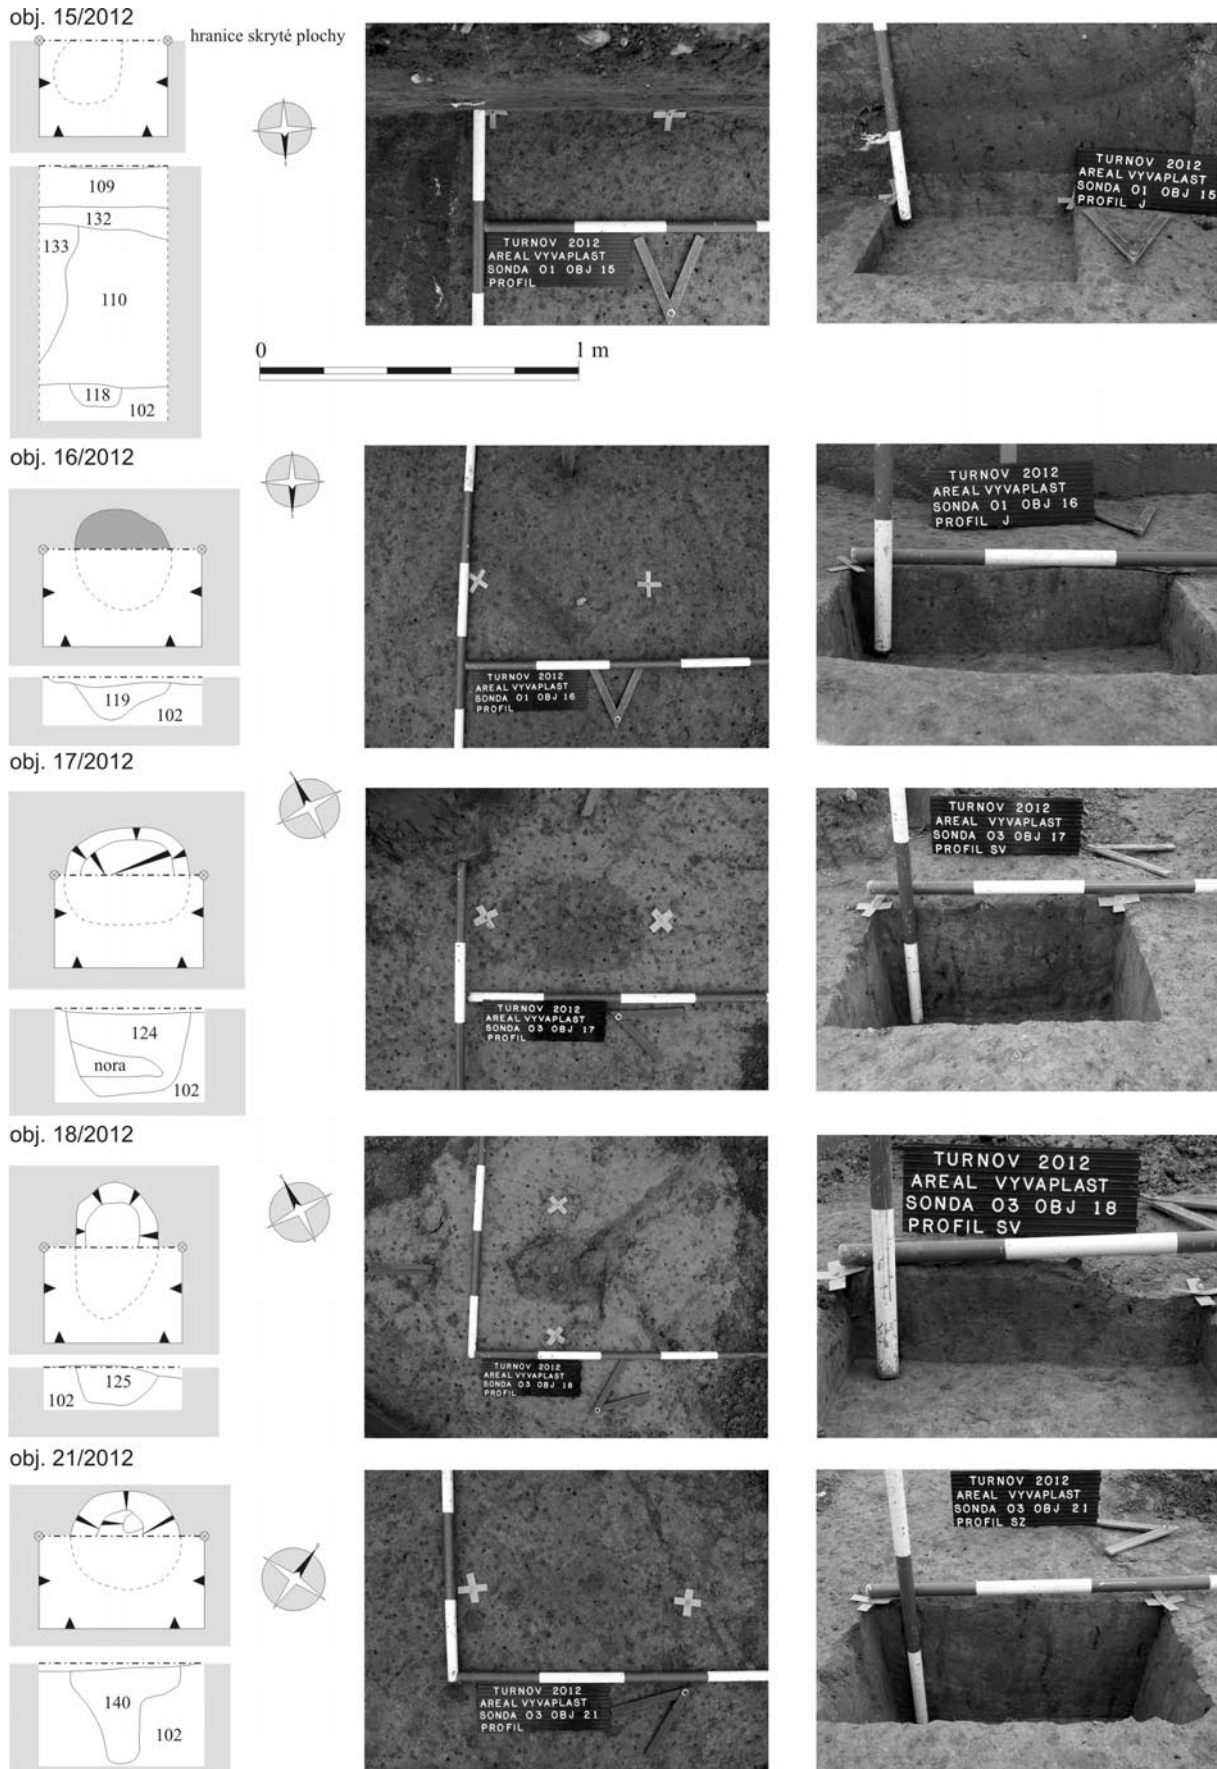 obj. 15/2012
hranice skryté plochy
109
132
133
110
118
102
TURNOV 2012
AREAL VYVAPLAST
SONDA 01 OBJ 15
PROFIL
TURNOV 2012
AREAL VYVAPLAST
SONDA 01 OBJ 15
PROFIL J
0 1 m
obj. 16/2012
119
102
TURNOV 2012
AREAL VYVAPLAST
SONDA 01 OBJ 16
PROFIL
TURNOV 2012
AREAL VYVAPLAST
SONDA 01 OBJ 16
PROFIL J
obj. 17/2012
124
nora
102
TURNOV 2012
AREAL VYVAPLAST
SONDA 03 OBJ 17
PROFIL
TURNOV 2012
AREAL VYVAPLAST
SONDA 03 OBJ 17
PROFIL SV
obj. 18/2012
125
102
TURNOV 2012
AREAL VYVAPLAST
SONDA 03 OBJ 18
PROFIL
TURNOV 2012
AREAL VYVAPLAST
SONDA 03 OBJ 18
PROFIL SV
obj. 21/2012
140
102
TURNOV 2012
AREAL VYVAPLAST
SONDA 03 OBJ 21
PROFIL
TURNOV 2012
AREAL VYVAPLAST
SONDA 03 OBJ 21
PROFIL SZ